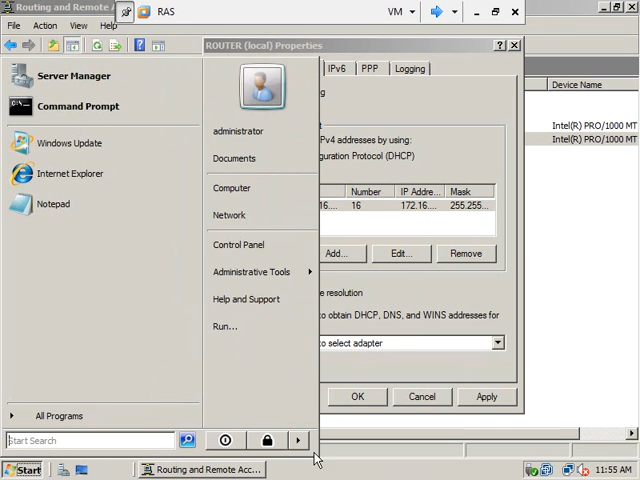 Routing and Remote A
RAS
VM
File
Action
View
Help
ROUTER (local) Properties
IPv6
PPP
Logging
Device Name
Server Manager
Command Prompt
Windows Update
Internet Explorer
Notepad
administrator
Documents
Computer
Network
Control Panel
Administrative Tools
Help and Support
Run...
All Programs
Start Search
IPv4 addresses by using:
guration Protocol (DHCP)
Number
IP Addre...
Mask
16....
16
172.16....
255.255...
Add...
Edit...
Remove
e resolution
to obtain DHCP, DNS, and WINS addresses for
to select adapter
OK
Cancel
Apply
Intel(R) PRO/1000 MT
Intel(R) PRO/1000 MT
Start
Routing and Remote Acc...
11:55 AM